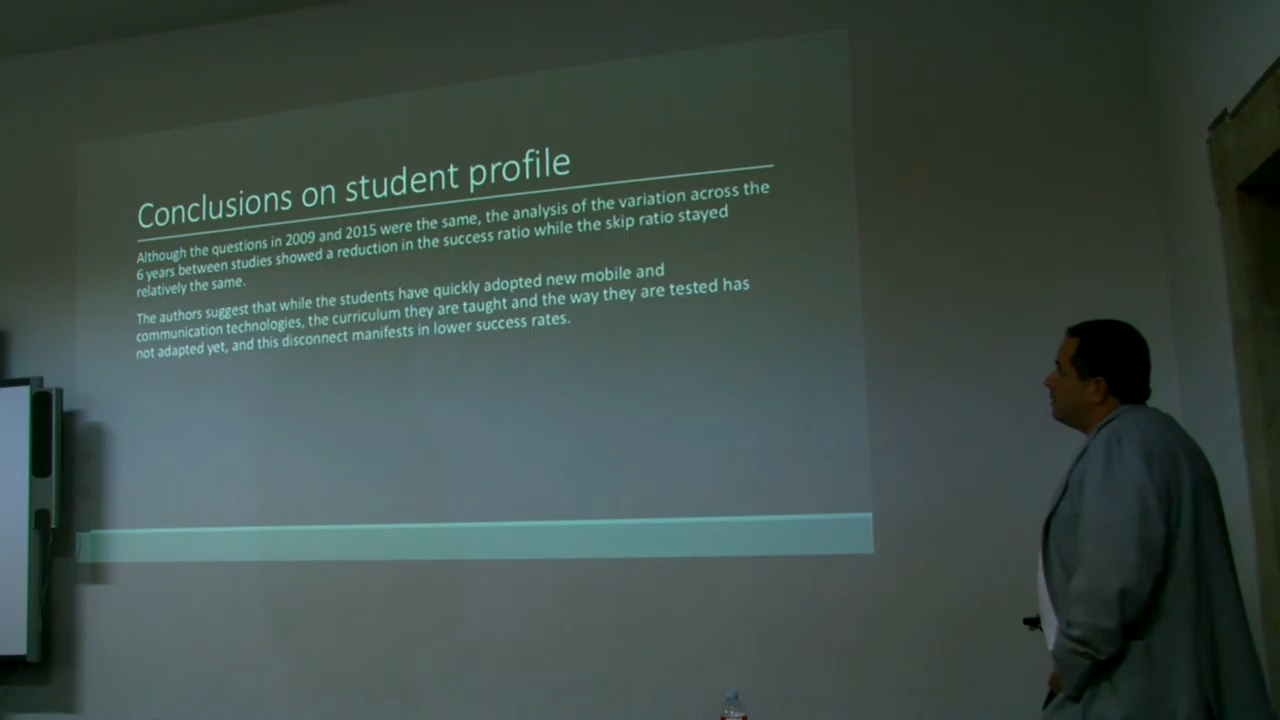 Conclusions on student profile
Although the questions in 2009 and 2015 were the same, the analysis of the variation across the
6 years between studies showed a reduction in the success ratio while the skip ratio stayed
relatively the same.
The authors suggest that while the students have quickly adopted new mobile and
communication technologies, the curriculum they are taught and the way they are tested has
not adapted yet, and this disconnect manifests in lower success rates.